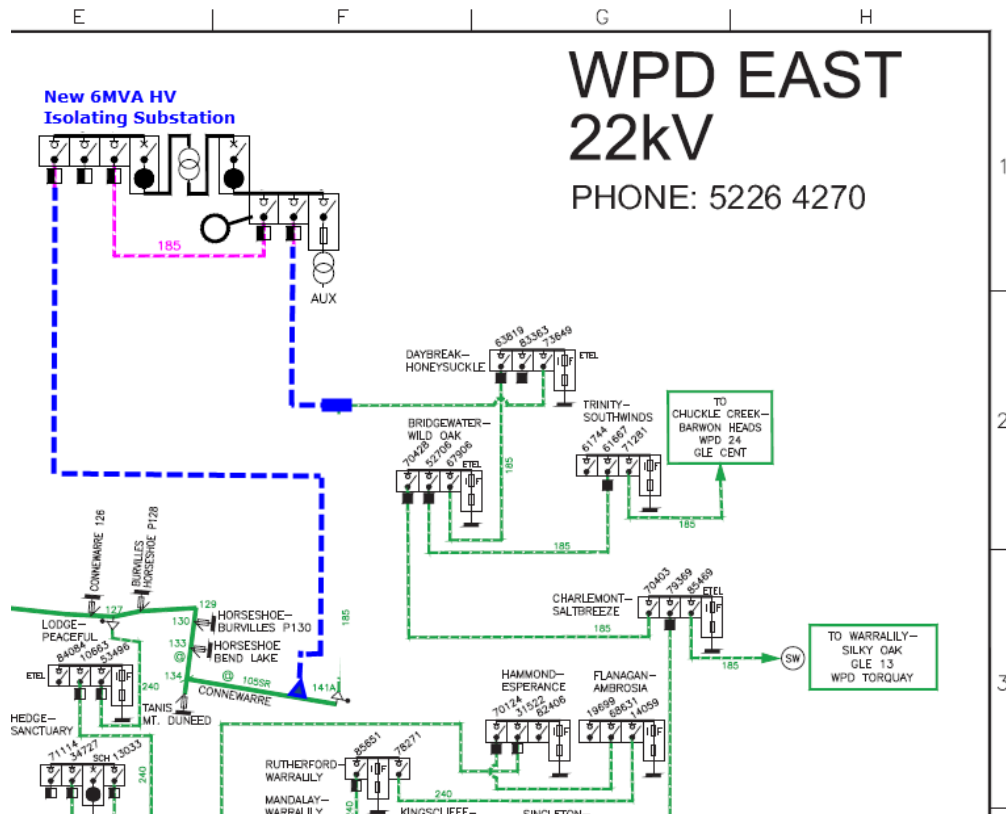 E
F
G
H
WPD EAST
22kV
PHONE: 5226 4270
1
New 6MVA HV
Isolating Substation
185
AUX
2
DAYBREAK–
HONEYSUCKLE
63819
83363
73649
ETEL
F
BRIDGEWATER–
WILD OAK
70428
52706
67906
ETEL
F
185
TRINITY–
SOUTHWINDS
61744
61667
71281
F
TO
CHUCKLE CREEK–
BARWON HEADS
WPD 24
GLE CENT
185
185
CONNEWARRE 126
BURVILLES
HORSESHOE P128
127
129
130
HORSESHOE–
BURVILLES P130
133
HORSESHOE
BEND LAKE
@
134
@
105SR
CONNEWARRE
141A
185
LODGE–
PEACEFUL
84084
10663
53496
ETEL
F
240
TANIS
MT. DUNEED
CHARLEMONT–
SALTBREEZE
70403
79369
85469
ETEL
F
185
185
SW
TO WARRALILY–
SILKY OAK
GLE 13
WPD TORQUAY
3
HAMMOND–
ESPERANCE
70124
31522
62406
F
FLANAGAN–
AMBROSIA
19699
68631
14059
F
HEDGE–
SANCTUARY
71114
34727
SCH
13033
240
RUTHERFORD–
WARRALILY
85651
78271
F
240
240
MANDALAY–
WARRALILY
KINGSCLIFFE–
SINGLETON–